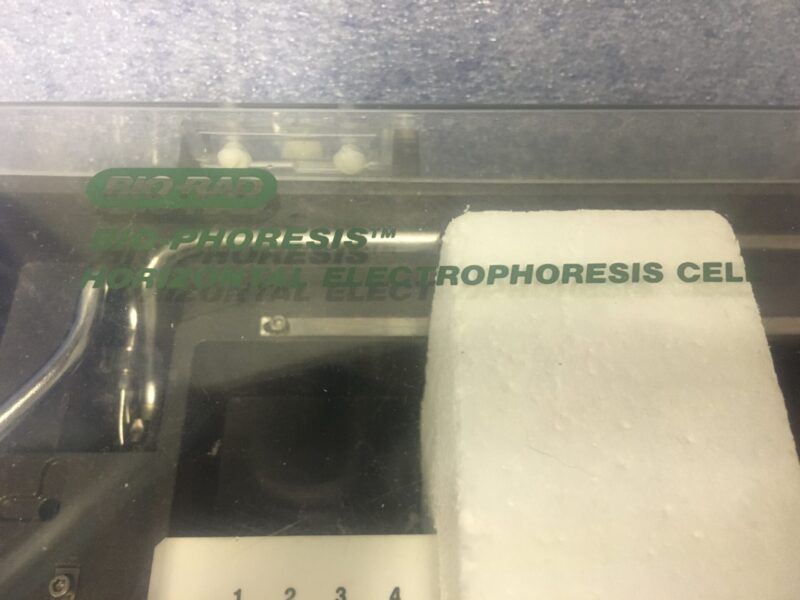 BIO-RAD
BIO-PHORESIS™
HORIZONTAL ELECTROPHORESIS CELL
1 2 3 4